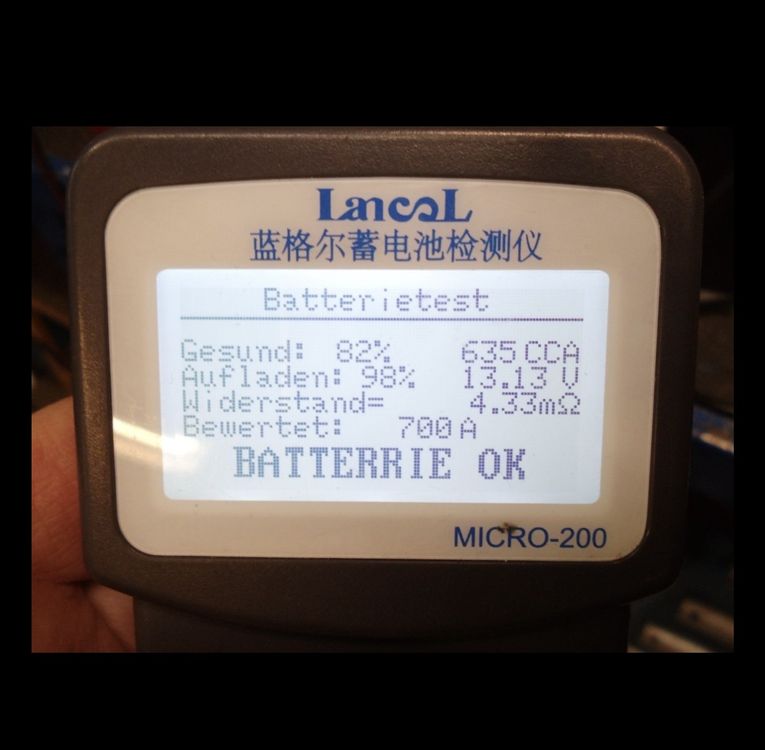 Lancol
蓝格尔蓄电池检测仪
Batterietest
Gesund: 82% 635 CCA
Aufladen: 98% 13.13 V
Widerstand= 4.33mΩ
Bewertet: 700 A
BATTERRIE OK
MICRO-200